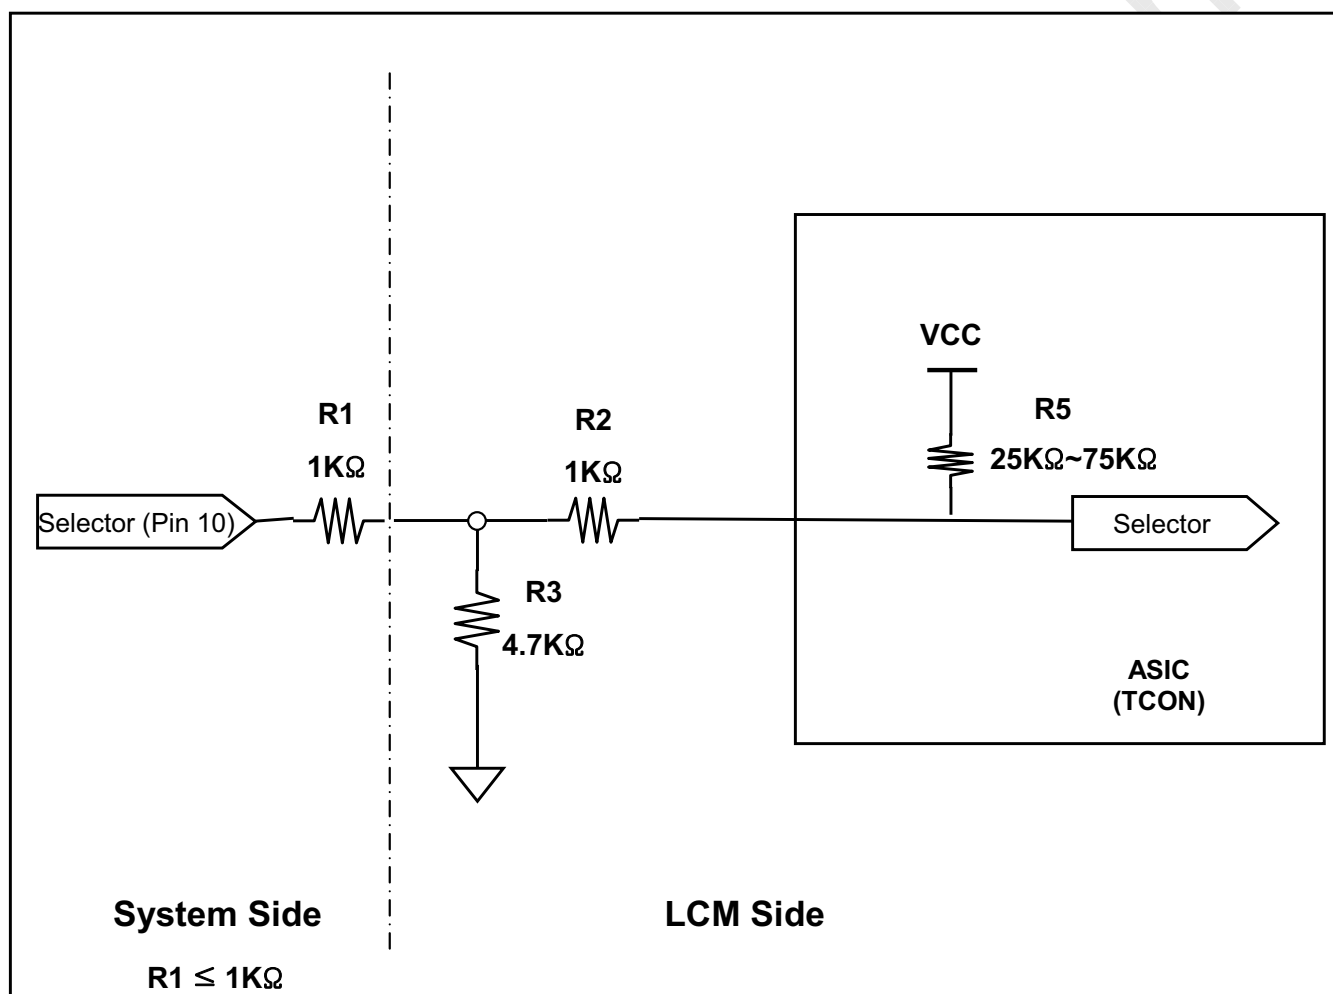 VCC
R1
R2
R5
1KΩ
1KΩ
25KΩ~75KΩ
Selector (Pin 10)
Selector
R3
4.7KΩ
ASIC
(TCON)
System Side
LCM Side
R1 ≤ 1KΩ